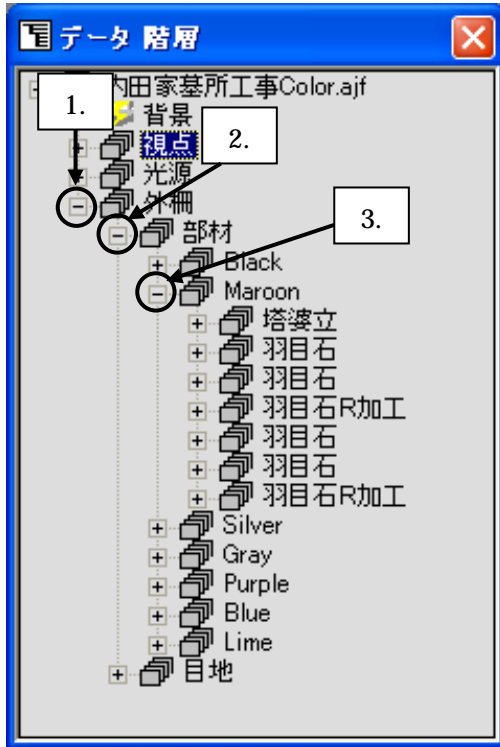 データ 階層
内田家墓所工事Color.ajf
1.
背景
視点
2.
光源
外柵
3.
部材
Black
Maroon
塔婆立
羽目石
羽目石
羽目石R加工
羽目石
羽目石
羽目石R加工
Silver
Gray
Purple
Blue
Lime
目地